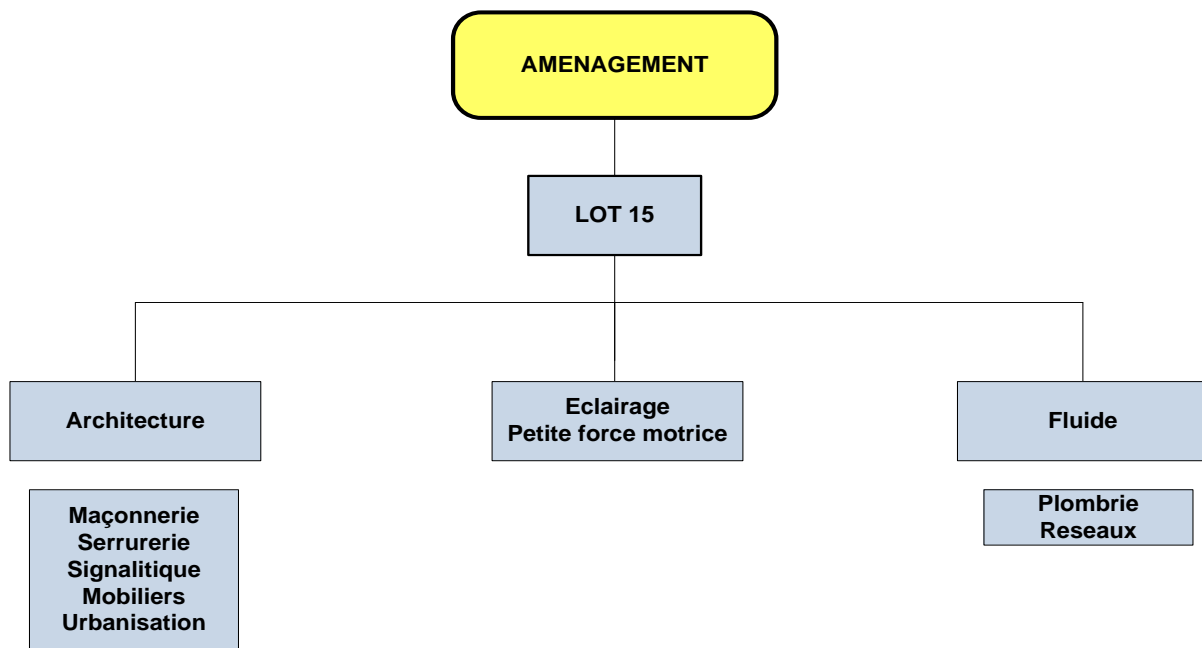 AMENAGEMENT
LOT 15
Architecture
Eclairage
Petite force motrice
Fluide
Maçonnerie
Serrurerie
Signalitique
Mobiliers
Urbanisation
Plombrie
Reseaux